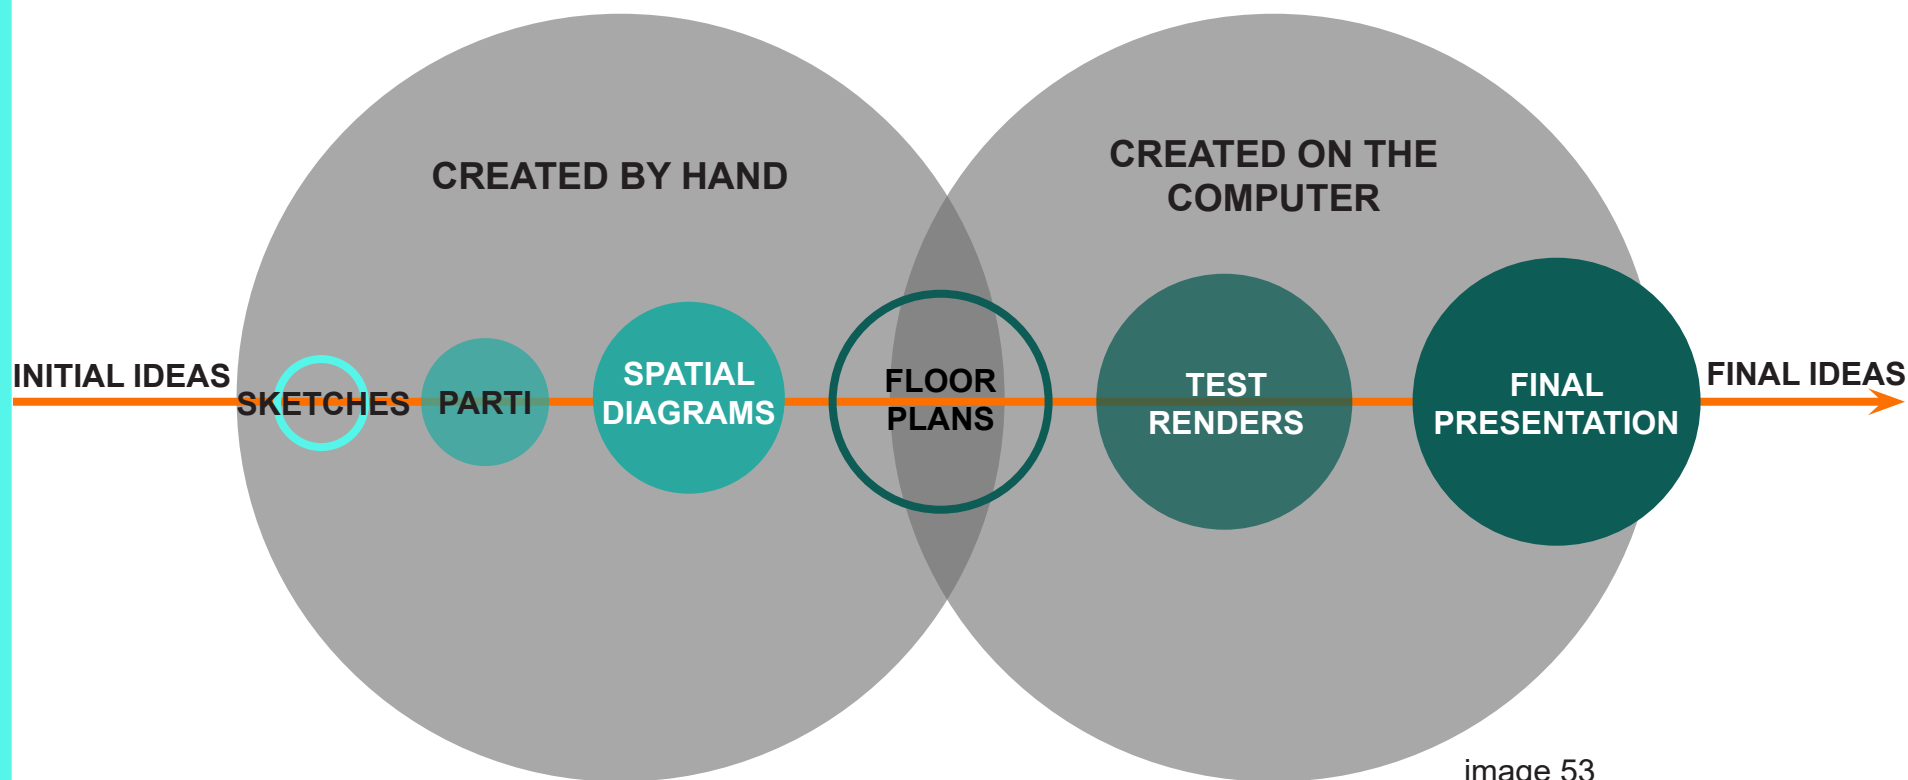 CREATED BY HAND
CREATED ON THE
COMPUTER
INITIAL IDEAS
SKETCHES
PARTI
SPATIAL
DIAGRAMS
FLOOR
PLANS
TEST
RENDERS
FINAL
PRESENTATION
FINAL IDEAS
image 53